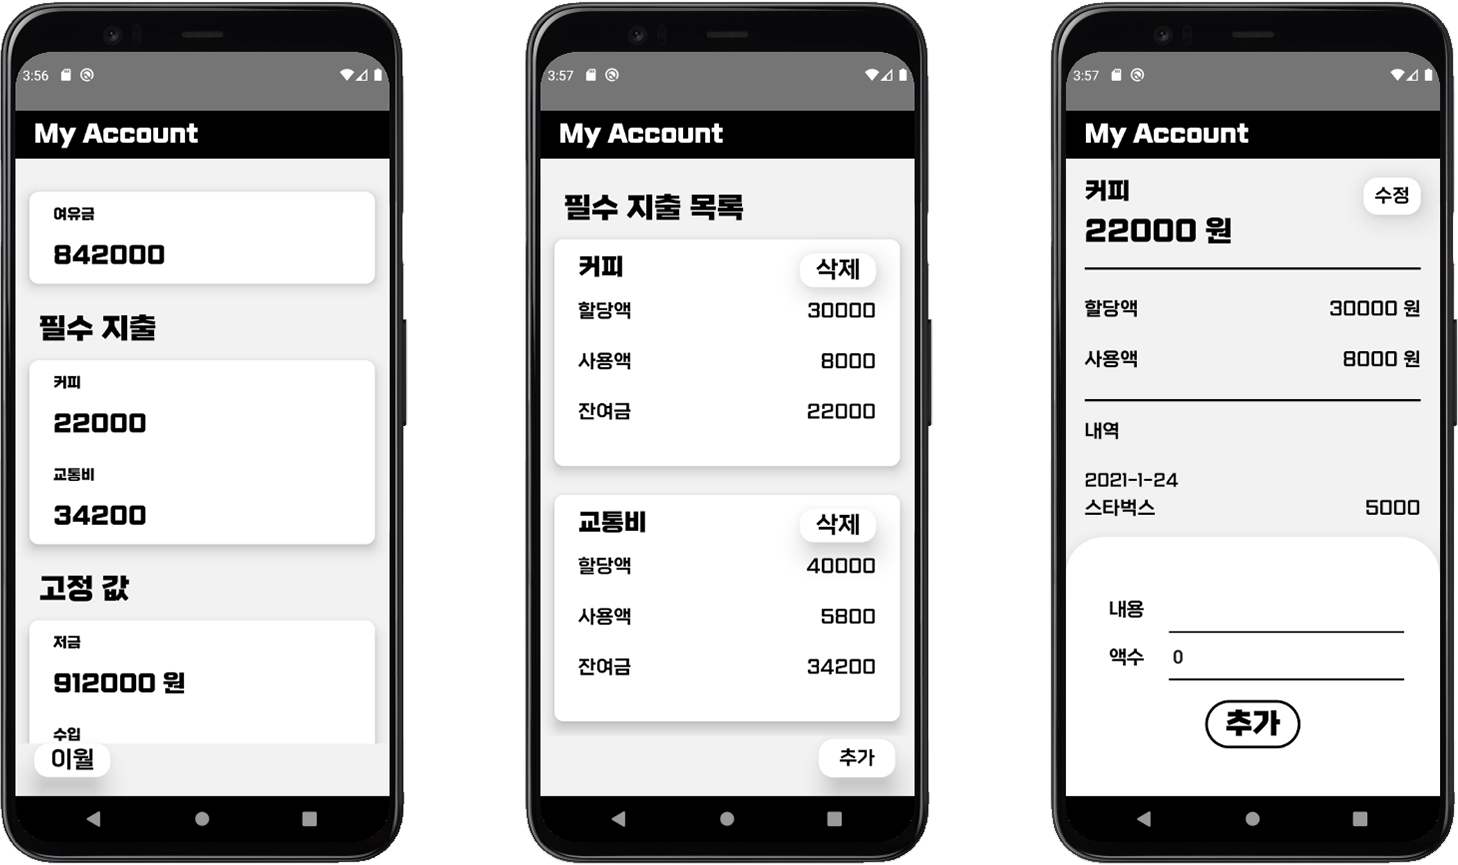 3:56
My Account
여유금
842000
필수 지출
커피
22000
교통비
34200
고정 값
저금
912000 원
수입
이월
3:57
My Account
필수 지출 목록
커피 삭제
할당액 30000
사용액 8000
잔여금 22000
교통비 삭제
할당액 40000
사용액 5800
잔여금 34200
추가
3:57
My Account
커피 수정
22000 원
할당액 30000 원
사용액 8000 원
내역
2021-1-24
스타벅스 5000
내용
액수 0
추가